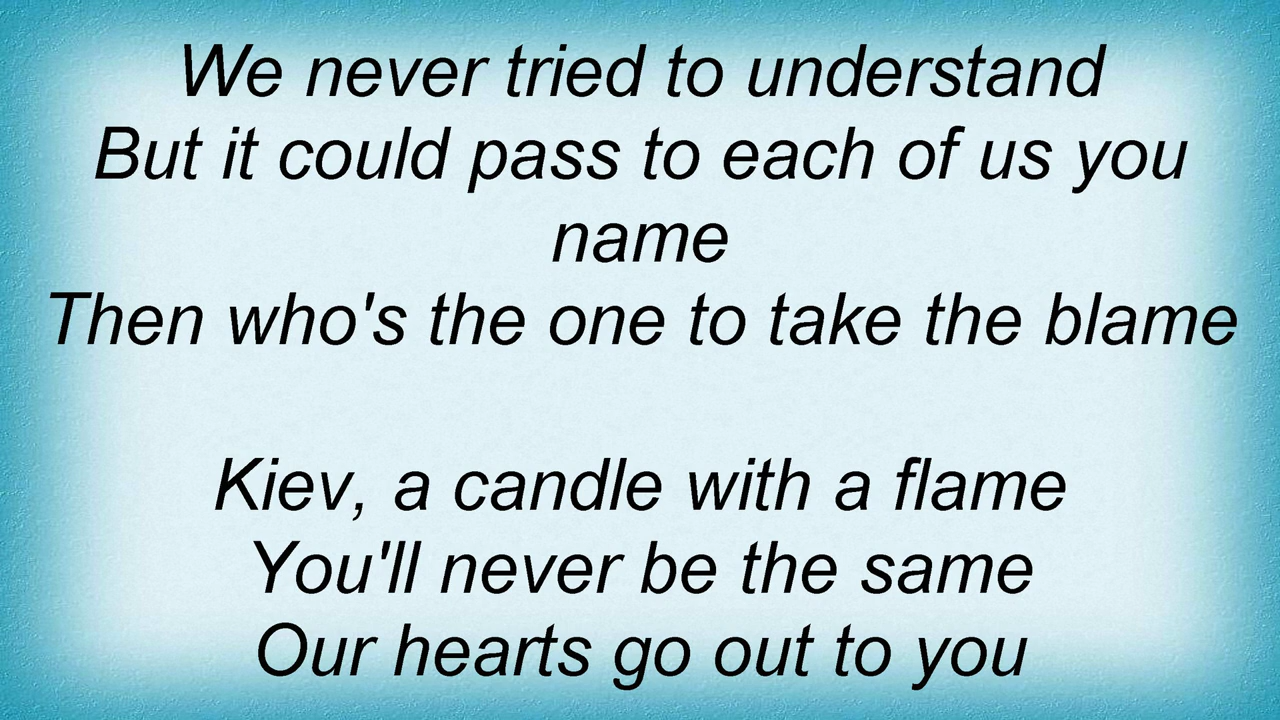 We never tried to understand
But it could pass to each of us you
name
Then who's the one to take the blame
Kiev, a candle with a flame
You'll never be the same
Our hearts go out to you